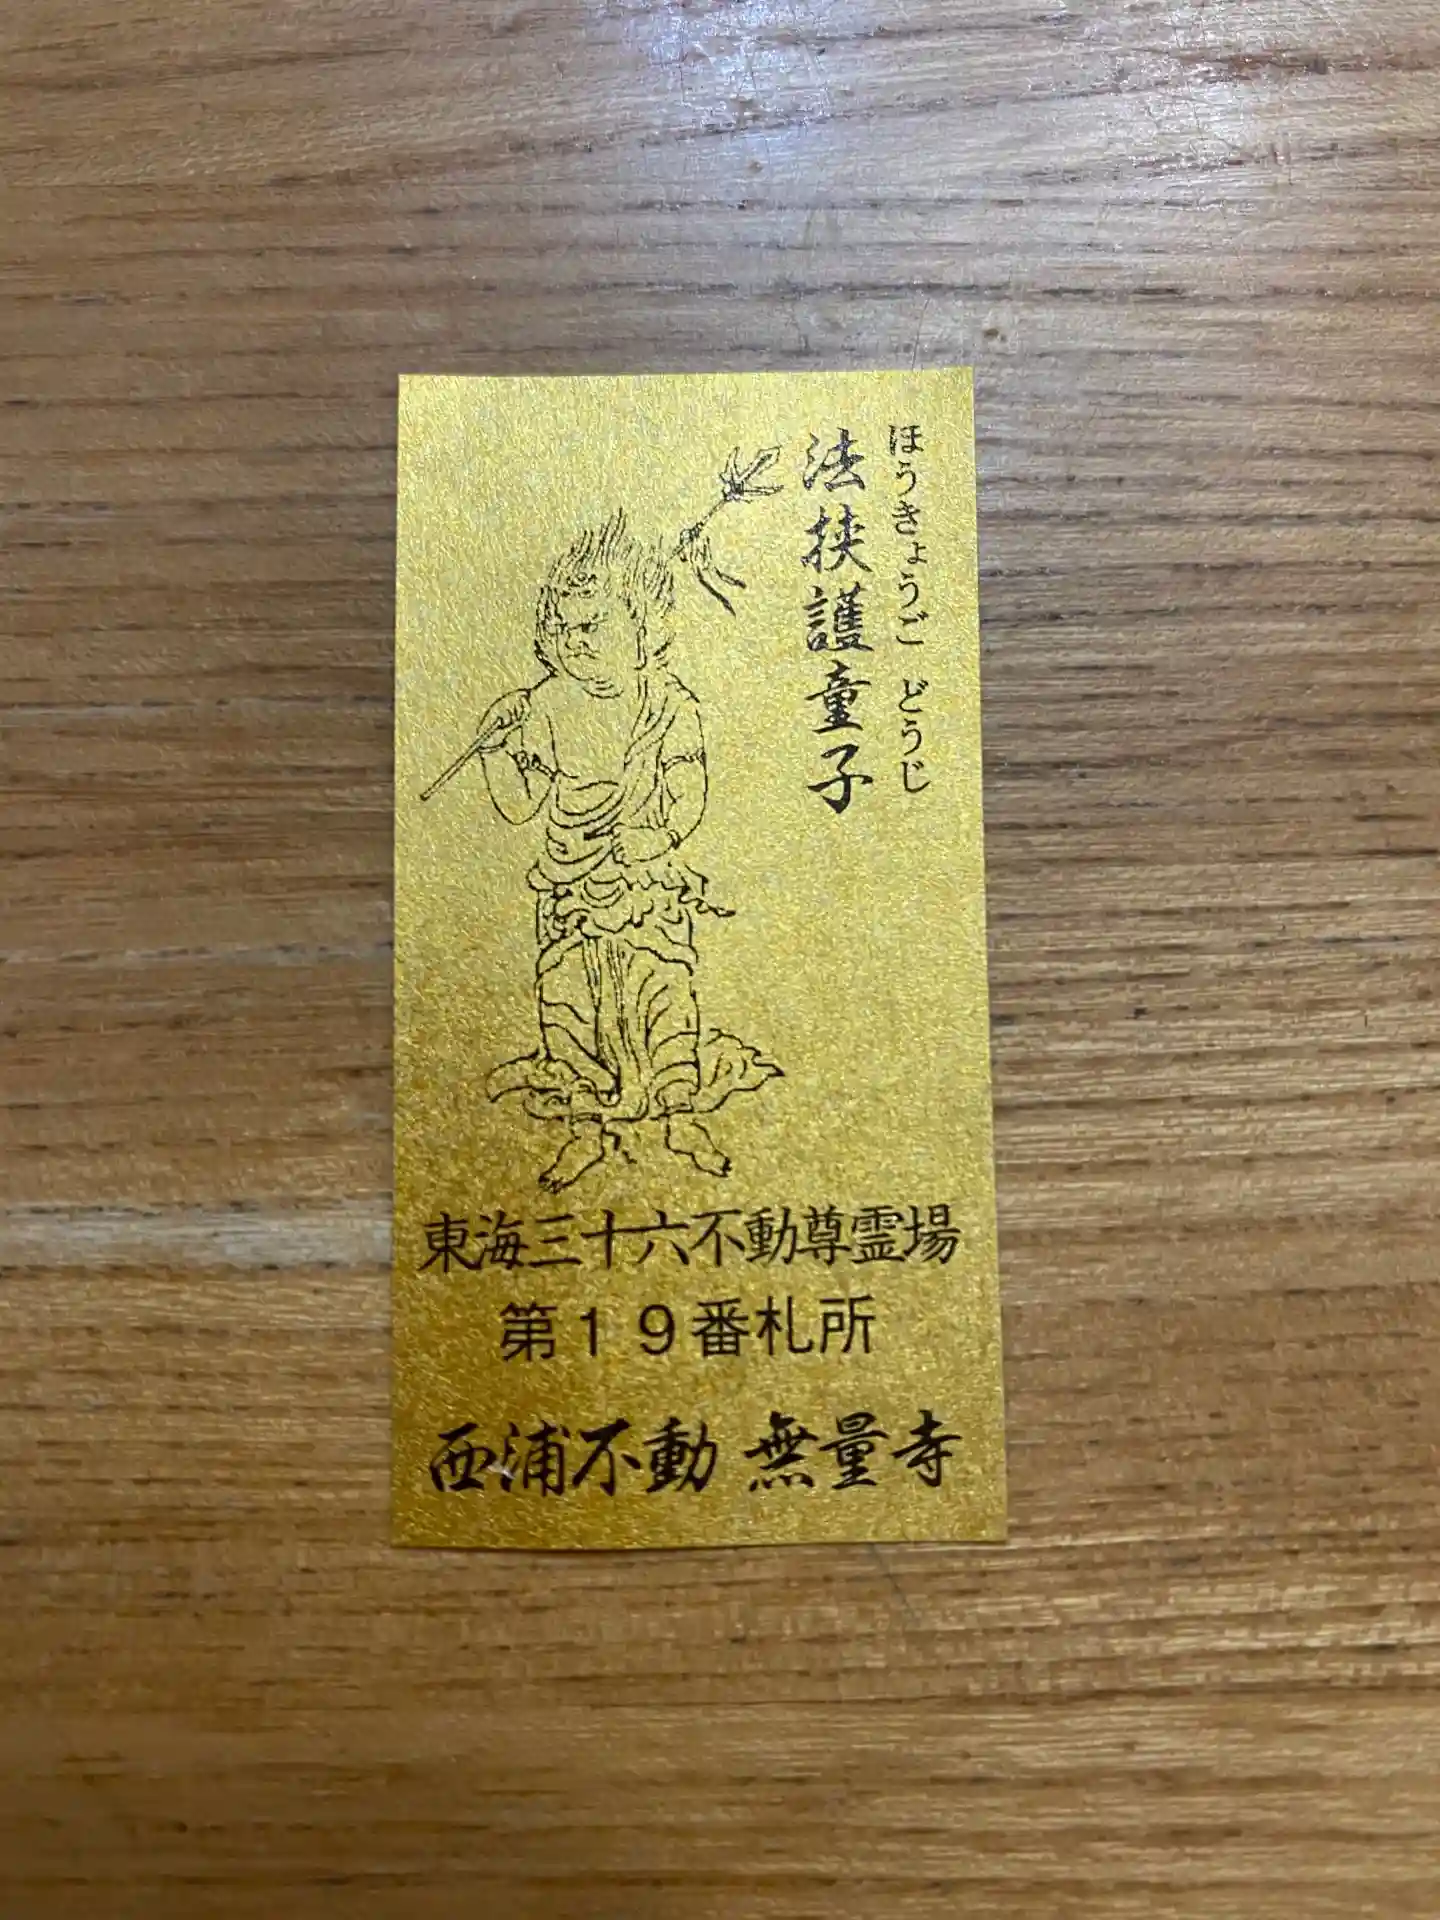 ほうきょうご どうじ
法挾護童子
東海三十六不動尊霊場
第１９番札所
西浦不動 無量寺